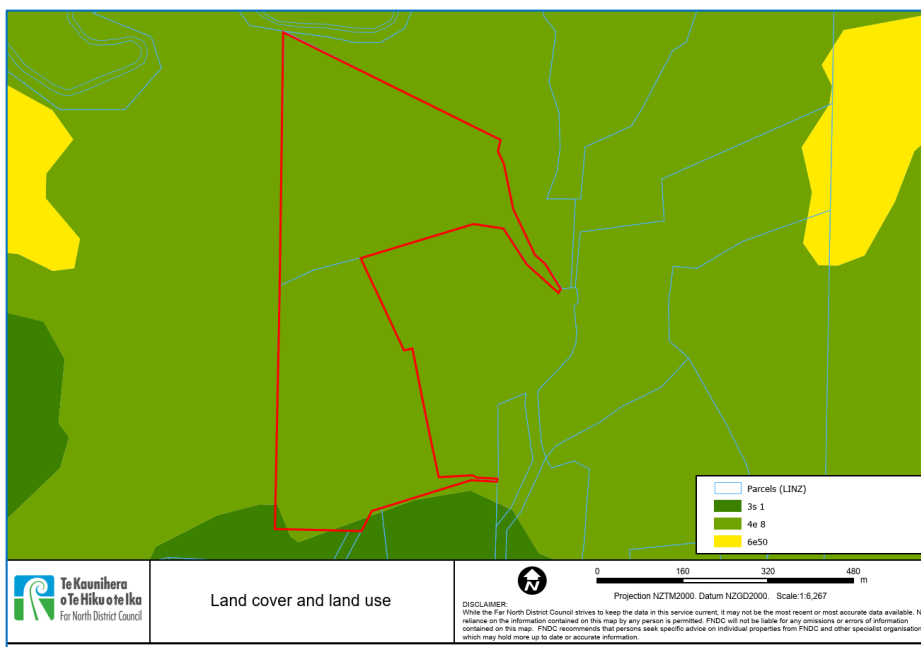 Parcels (LINZ)
3s 1
4e 8
6e50
Te Kaunihera
o Te Hiku o te Ika
Far North District Council
Land cover and land use
N
0 160 320 480
m
Projection NZTM2000. Datum NZGD2000. Scale:1:6,267
DISCLAIMER:
While the Far North District Council strives to keep the data in this service current, it may not be the most recent or most accurate data available. N
reliance on the information contained on this map by any person is permitted. FNDC will not be liable for any omissions or errors of information
contained on this map. FNDC recommends that persons seek specific advice on individual properties from FNDC and other specialist organisation
which may hold more up to date or accurate information.